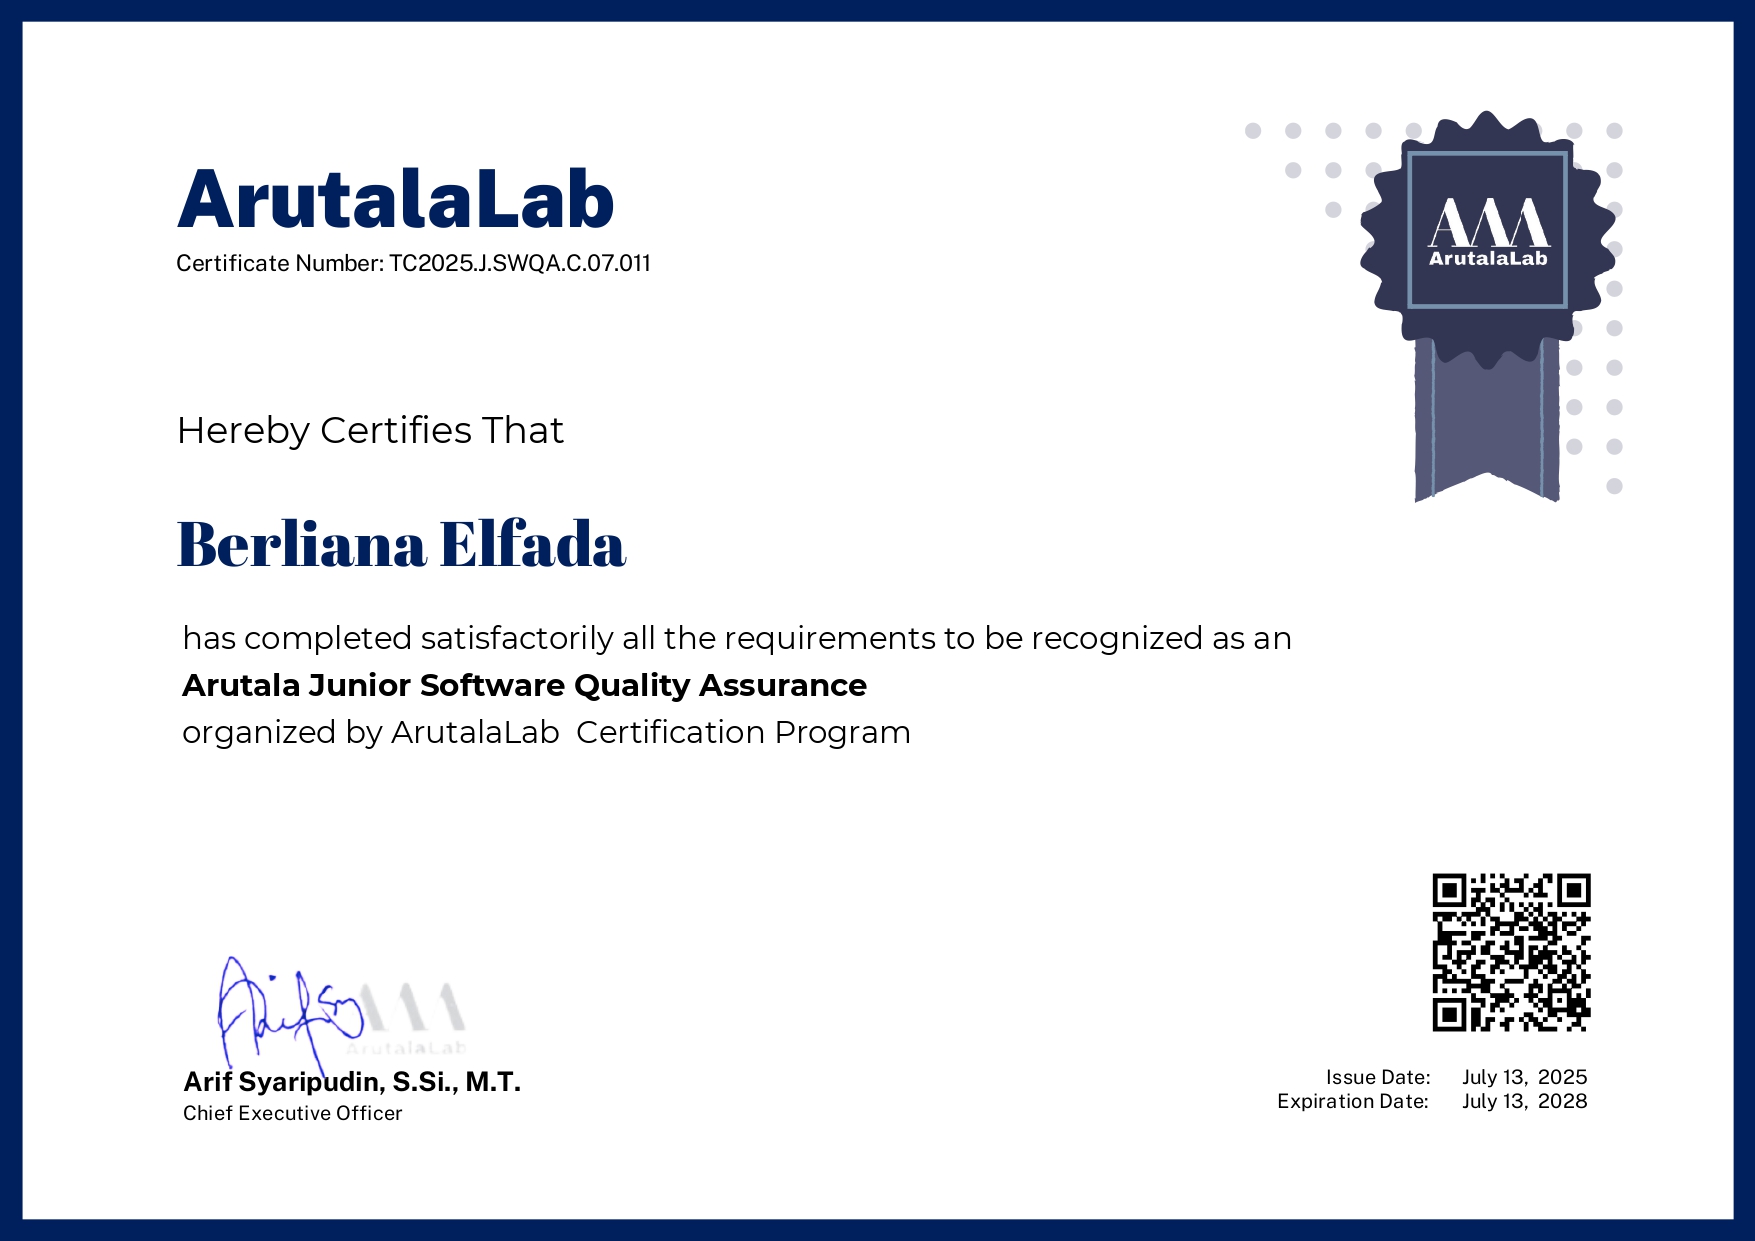 ArutalaLab
Certificate Number: TC2025.J.SWQA.C.07.011
ArutalaLab
Hereby Certifies That
Berliana Elfada
has completed satisfactorily all the requirements to be recognized as an
Arutala Junior Software Quality Assurance
organized by ArutalaLab  Certification Program
ArutalaLab
Arif Syaripudin, S.Si., M.T.
Chief Executive Officer
Issue Date: July 13, 2025
Expiration Date: July 13, 2028